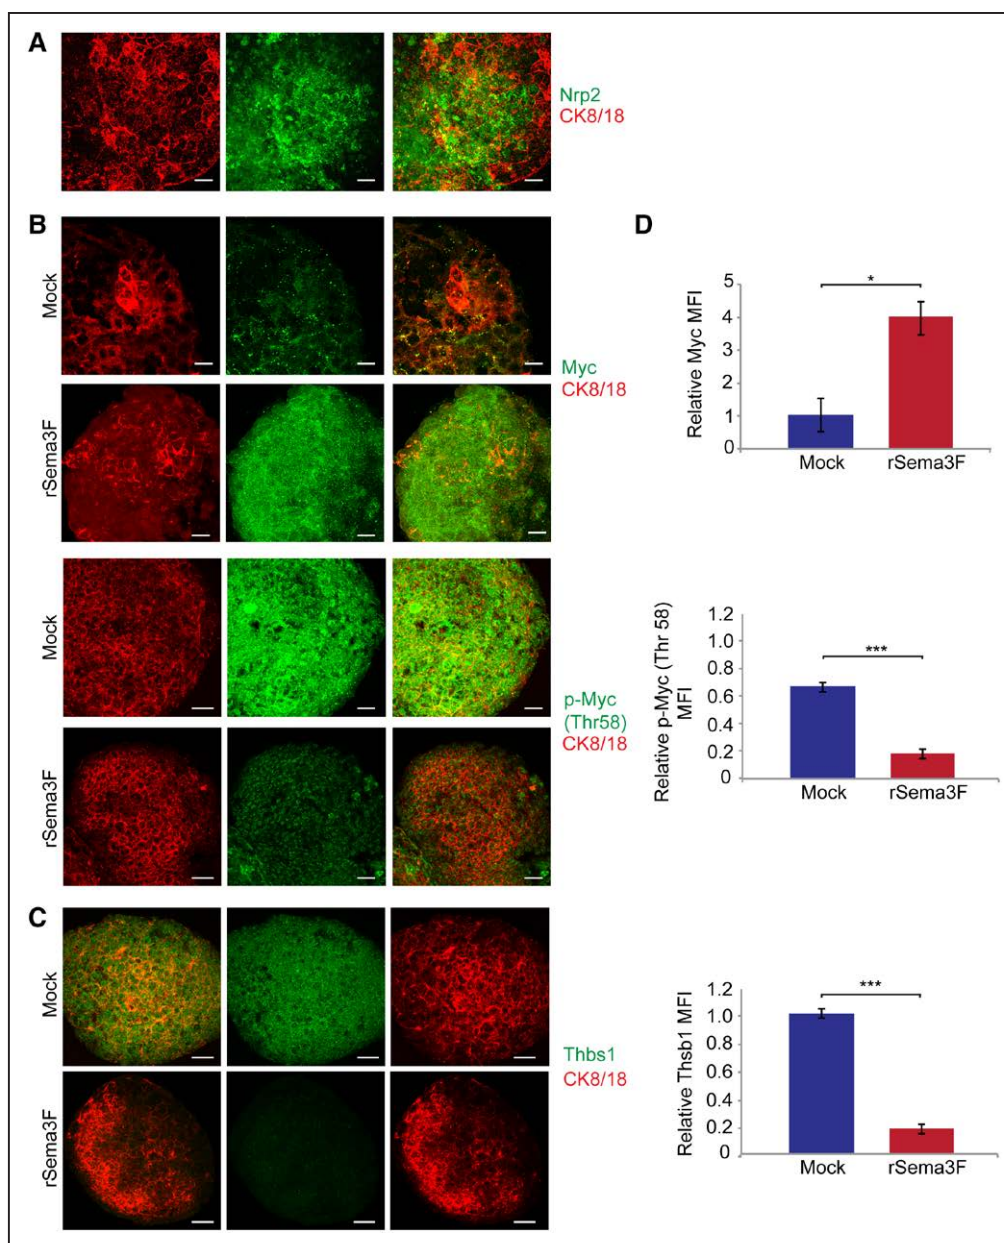 A
Nrp2
CK8/18
B
Mock
Myc
CK8/18
rSema3F
Mock
p-Myc
(Thr58)
CK8/18
rSema3F
C
Mock
Thbs1
CK8/18
rSema3F
D
Relative Myc MFI
5
4
3
2
1
0
*
Mock rSema3F
Relative p-Myc (Thr 58)
MFI
1.2
1.0
0.8
0.6
0.4
0.2
0
***
Mock rSema3F
Relative Thsb1 MFI
1.2
1.0
0.8
0.6
0.4
0.2
0
***
Mock rSema3F